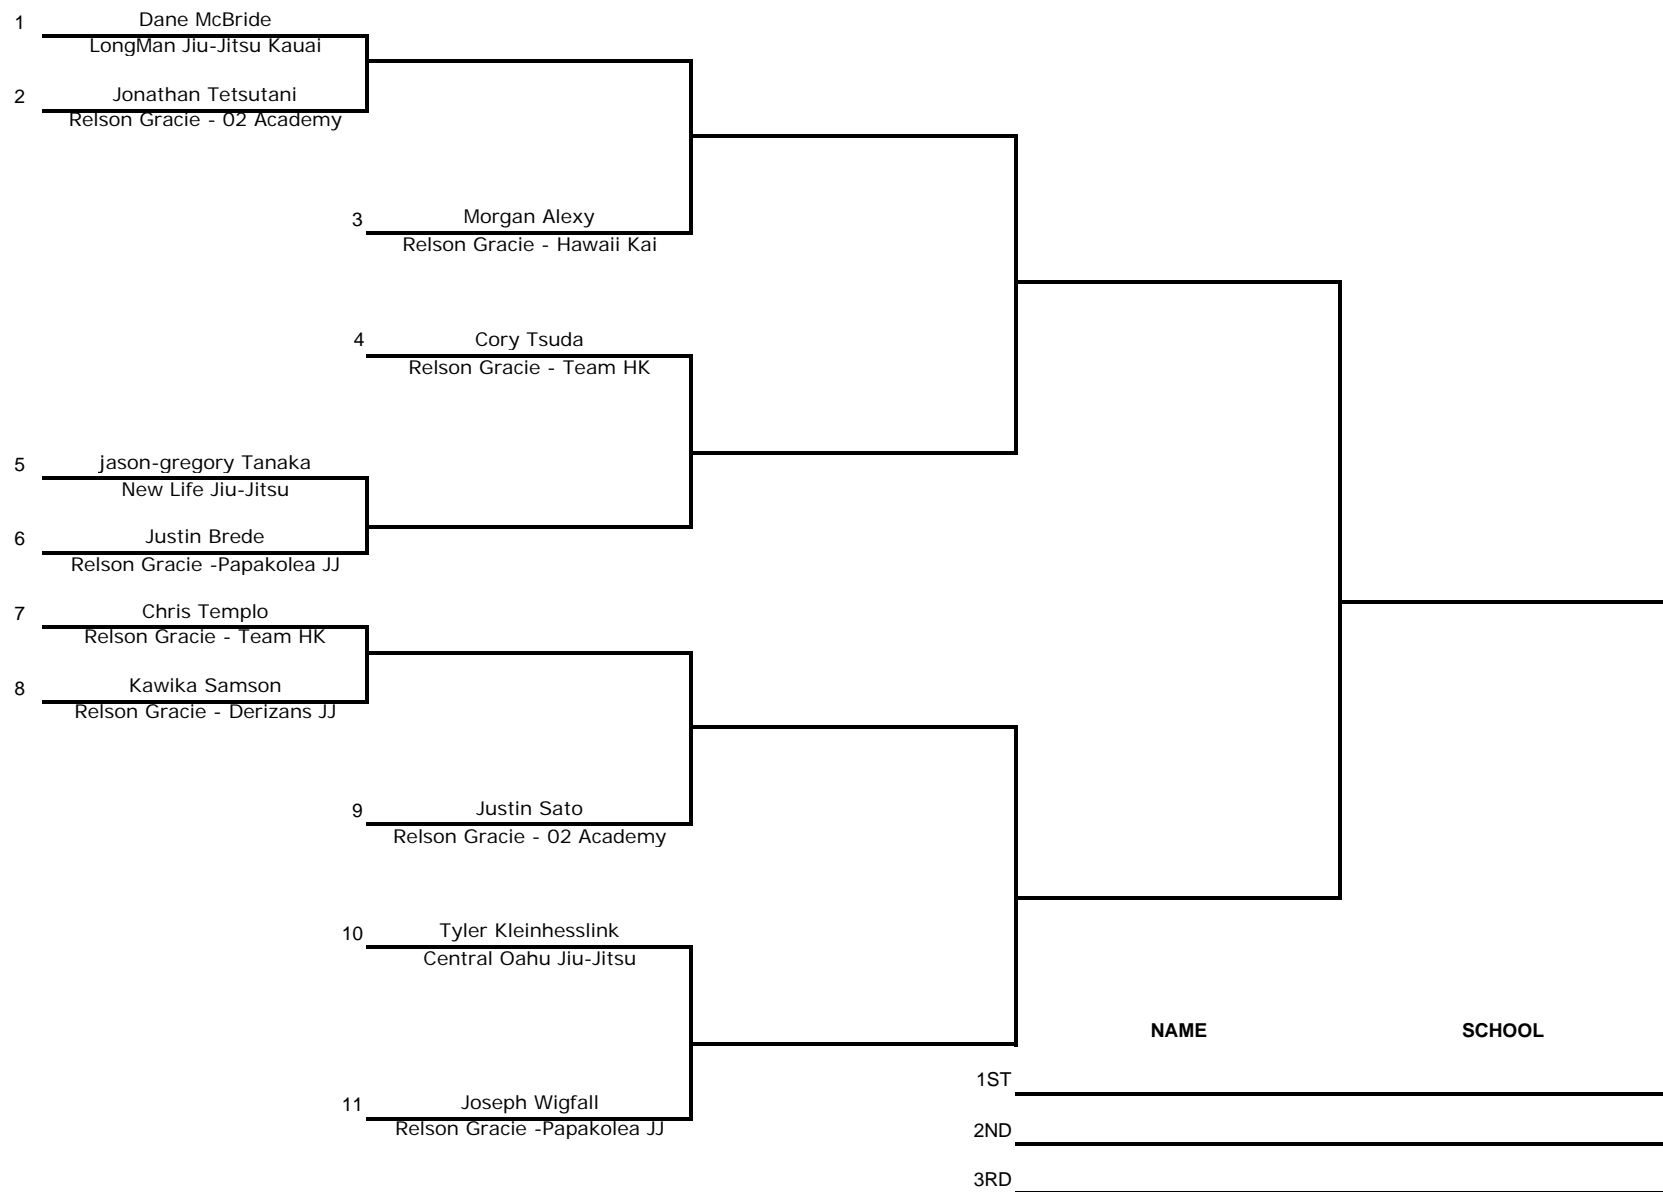 1
Dane McBride
LongMan Jiu-Jitsu Kauai
2
Jonathan Tetsutani
Relson Gracie - 02 Academy
3
Morgan Alexy
Relson Gracie - Hawaii Kai
4
Cory Tsuda
Relson Gracie - Team HK
5
jason-gregory Tanaka
New Life Jiu-Jitsu
6
Justin Brede
Relson Gracie -Papakolea JJ
7
Chris Templo
Relson Gracie - Team HK
8
Kawika Samson
Relson Gracie - Derizans JJ
9
Justin Sato
Relson Gracie - 02 Academy
10
Tyler Kleinhesslink
Central Oahu Jiu-Jitsu
11
Joseph Wigfall
Relson Gracie -Papakolea JJ
NAME SCHOOL
1ST
2ND
3RD